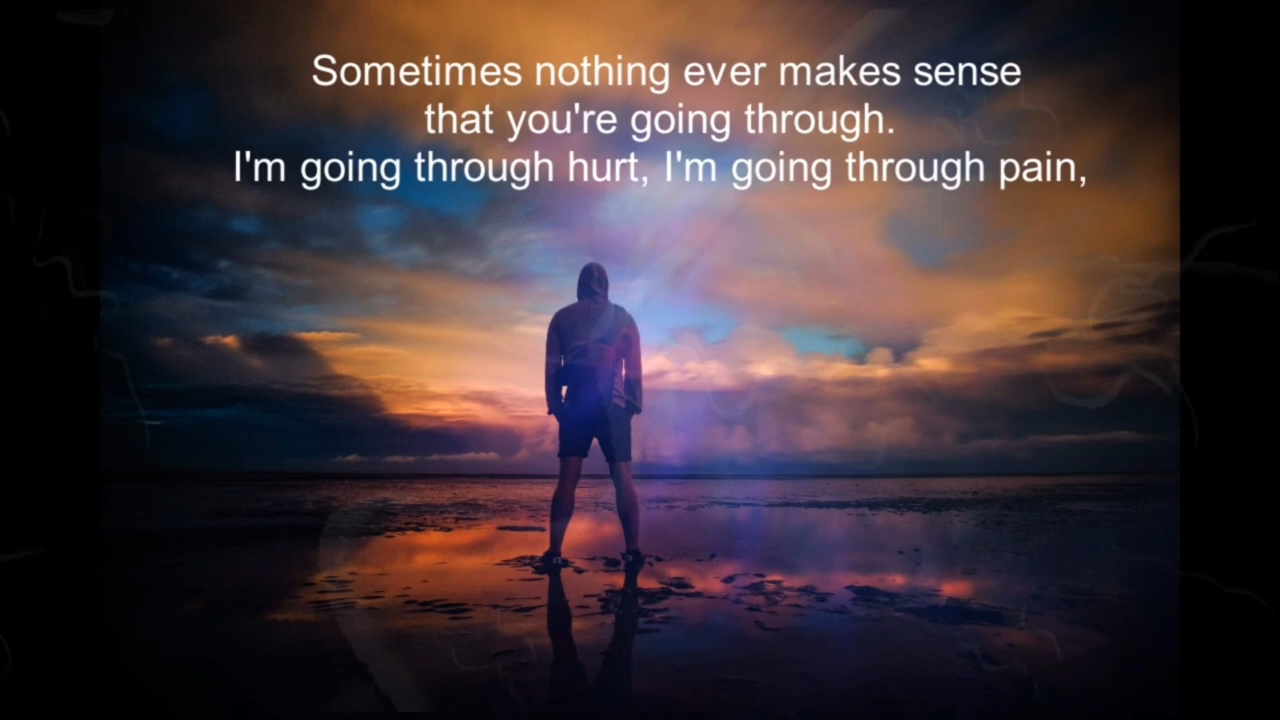 Sometimes nothing ever makes sense
that you're going through.
I'm going through hurt, I'm going through pain,